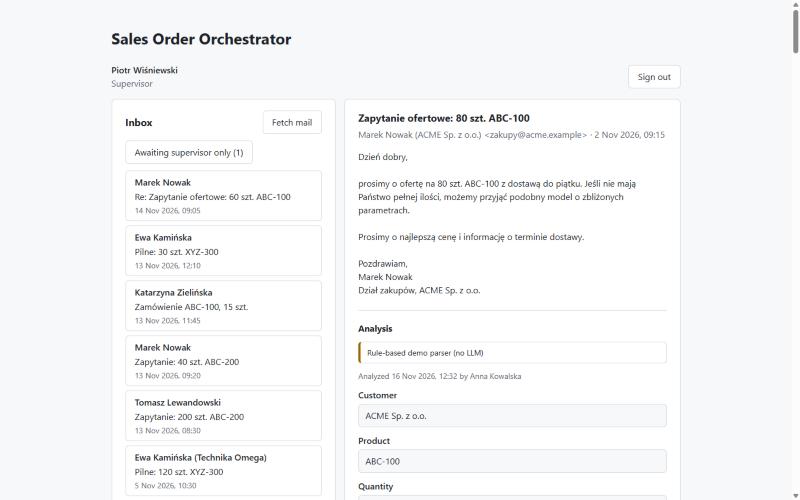 Sales Order Orchestrator
Piotr Wiśniewski
Supervisor
Sign out
Inbox
Fetch mail
Awaiting supervisor only (1)
Marek Nowak
Re: Zapytanie ofertowe: 60 szt. ABC-100
14 Nov 2026, 09:05
Ewa Kamińska
Pilne: 30 szt. XYZ-300
13 Nov 2026, 12:10
Katarzyna Zielińska
Zamówienie ABC-100, 15 szt.
13 Nov 2026, 11:45
Marek Nowak
Zapytanie: 40 szt. ABC-200
13 Nov 2026, 09:20
Tomasz Lewandowski
Zapytanie: 200 szt. ABC-200
13 Nov 2026, 08:30
Ewa Kamińska (Technika Omega)
Pilne: 120 szt. XYZ-300
5 Nov 2026, 10:30
Zapytanie ofertowe: 80 szt. ABC-100
Marek Nowak (ACME Sp. z o.o.) <zakupy@acme.example> · 2 Nov 2026, 09:15
Dzień dobry,
prosimy o ofertę na 80 szt. ABC-100 z dostawą do piątku. Jeśli nie mają
Państwo pełnej ilości, możemy przyjąć podobny model o zbliżonych
parametrach.
Prosimy o najlepszą cenę i informację o terminie dostawy.
Pozdrawiam,
Marek Nowak
Dział zakupów, ACME Sp. z o.o.
Analysis
Rule-based demo parser (no LLM)
Analyzed 16 Nov 2026, 12:32 by Anna Kowalska
Customer
ACME Sp. z o.o.
Product
ABC-100
Quantity